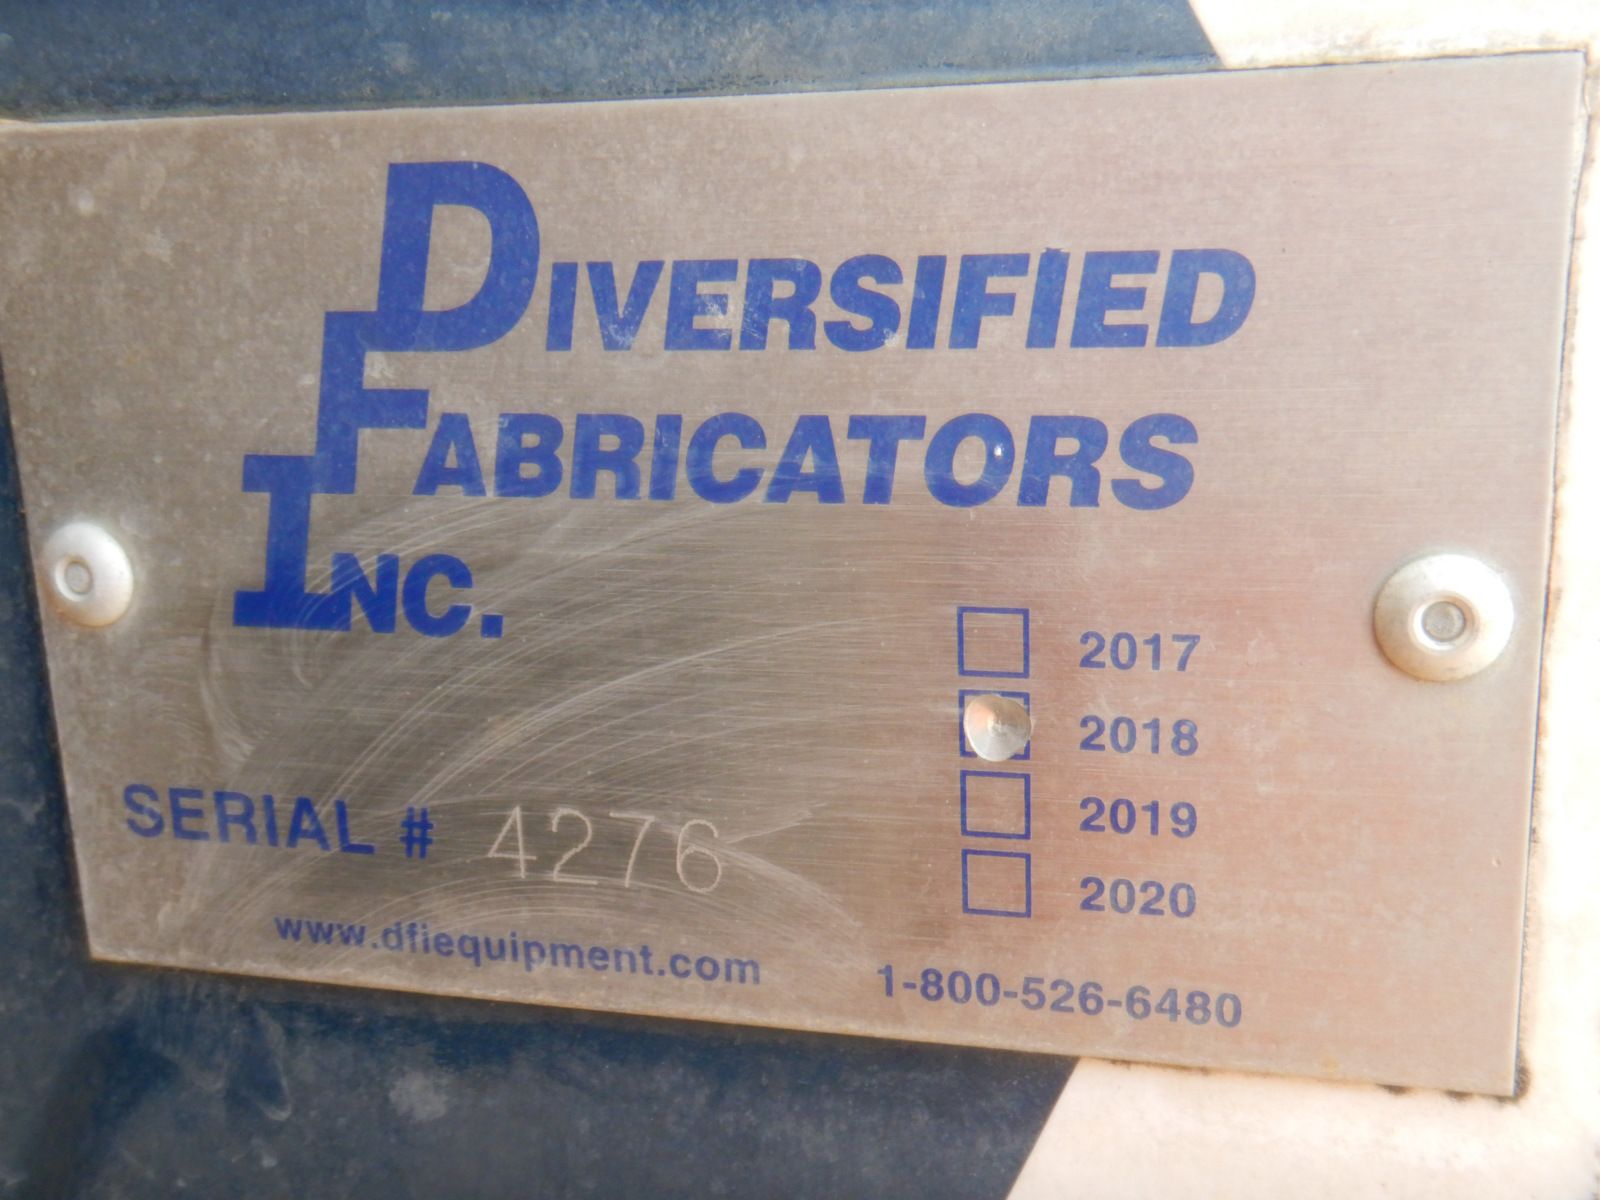 DIVERSIFIED
FABRICATORS
INC.
2017
2018
2019
2020
SERIAL # 4276
www.dfiequipment.com
1-800-526-6480